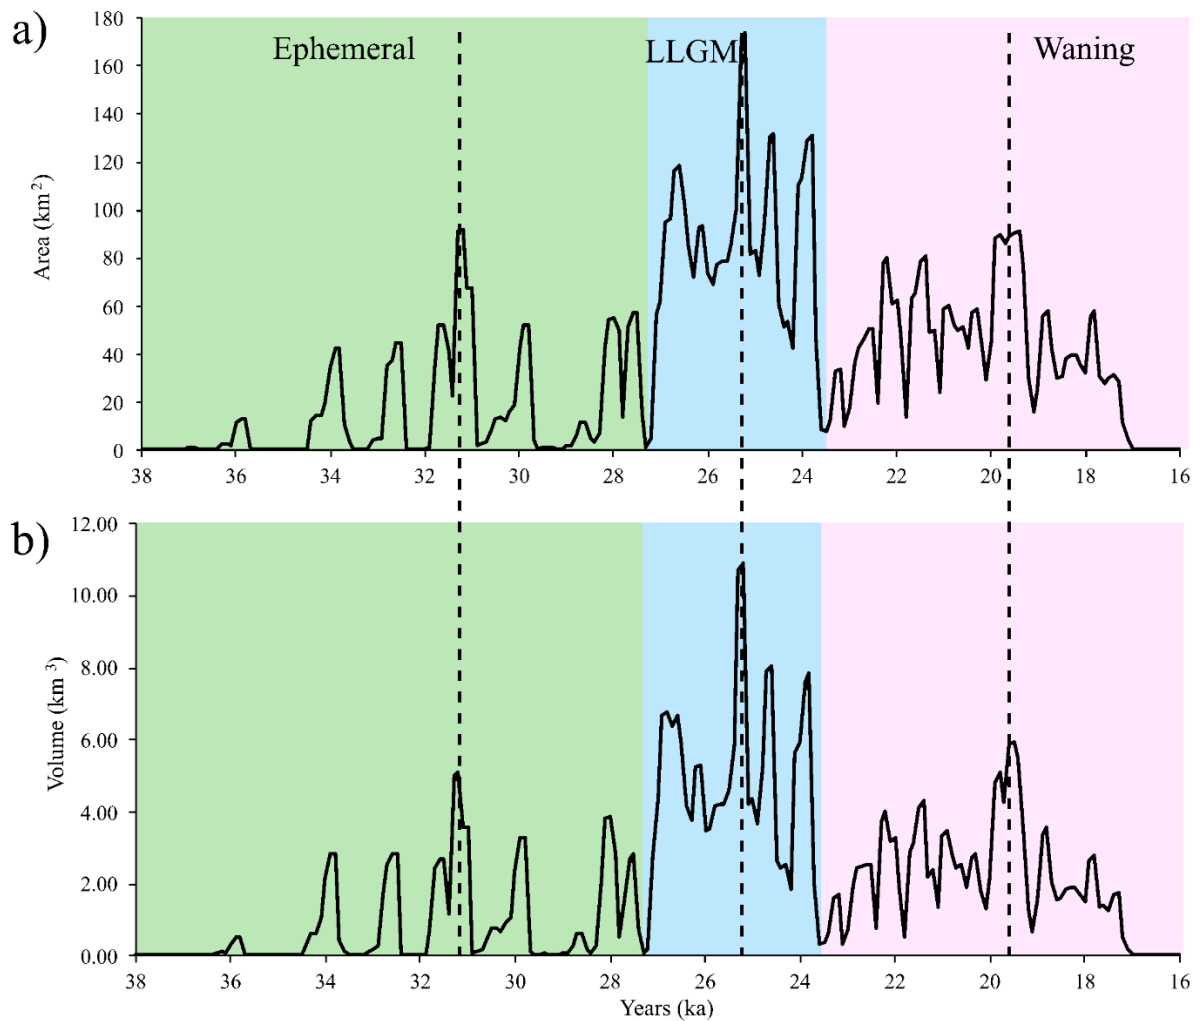 a)
Ephemeral
LLGM
Waning
Area (km²)
180
160
140
120
100
80
60
40
20
0
38 36 34 32 30 28 26 24 22 20 18 16
b)
Volume (km³)
12.00
10.00
8.00
6.00
4.00
2.00
0.00
38 36 34 32 30 28 26 24 22 20 18 16
Years (ka)